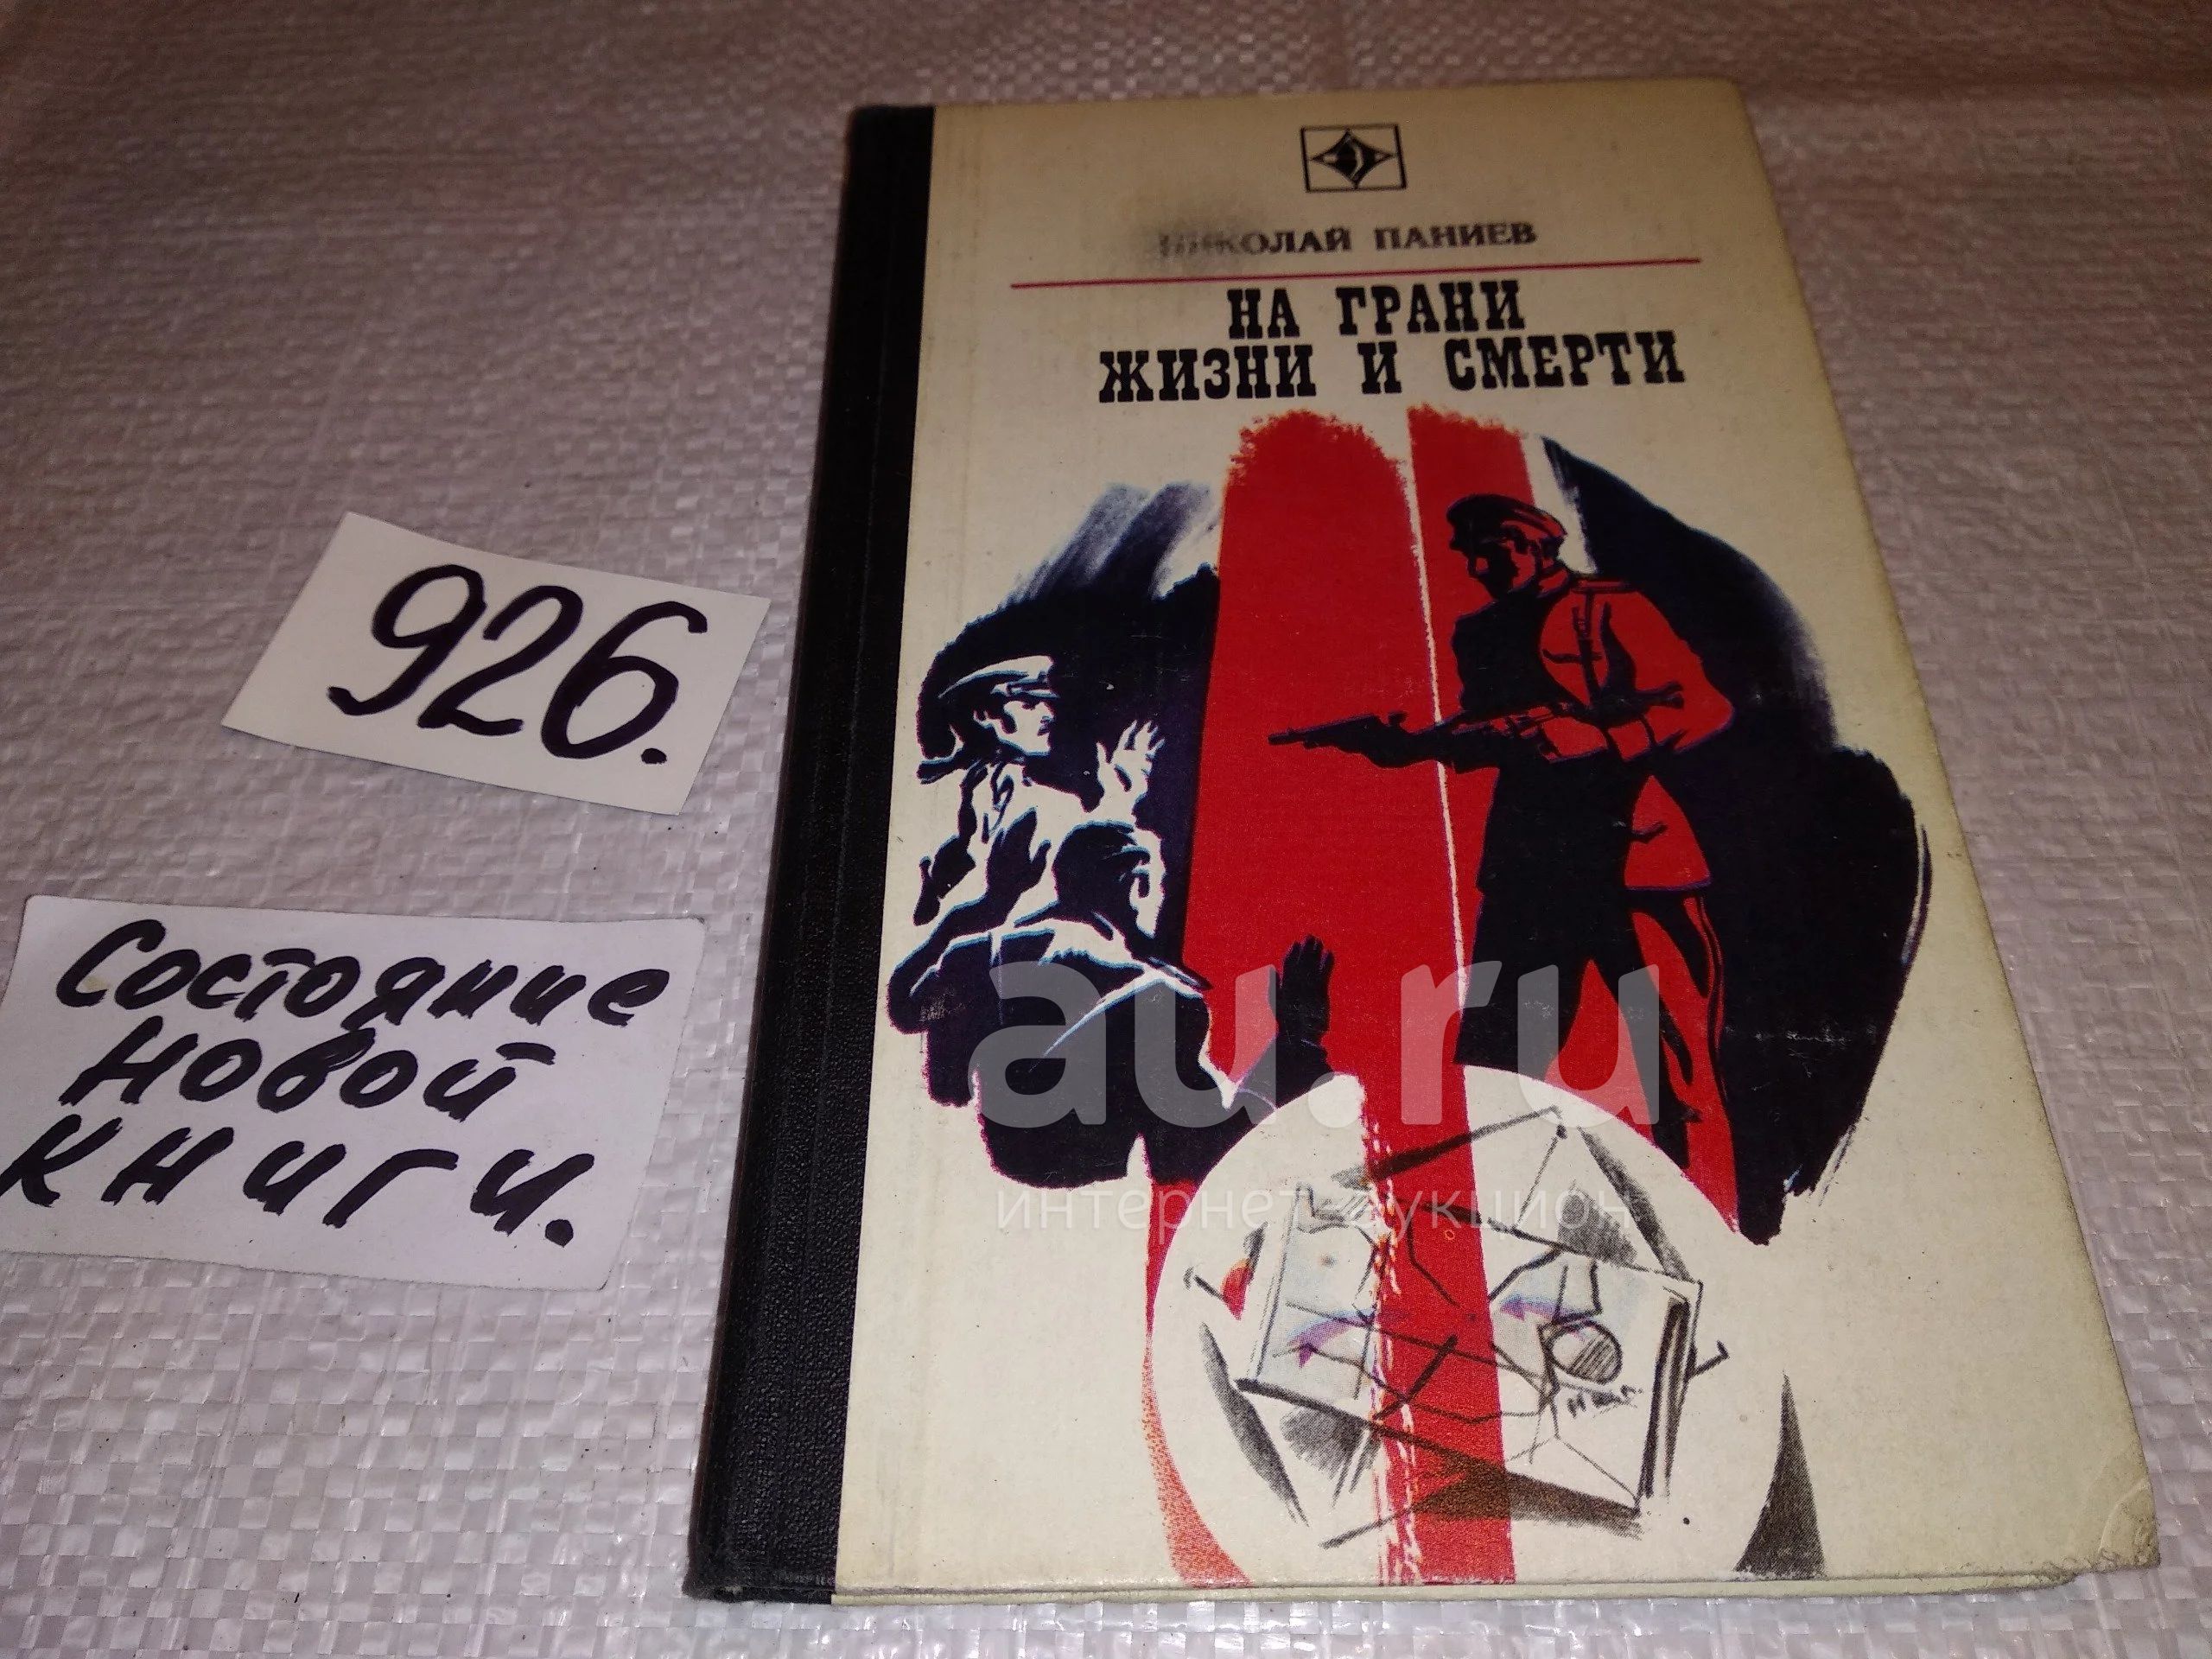 НИКОЛАЙ ПАНИЕВ
НА ГРАНИ
ЖИЗНИ И СМЕРТИ
926.
Состояние
новой
книги.
au.ru
интернет-аукцион